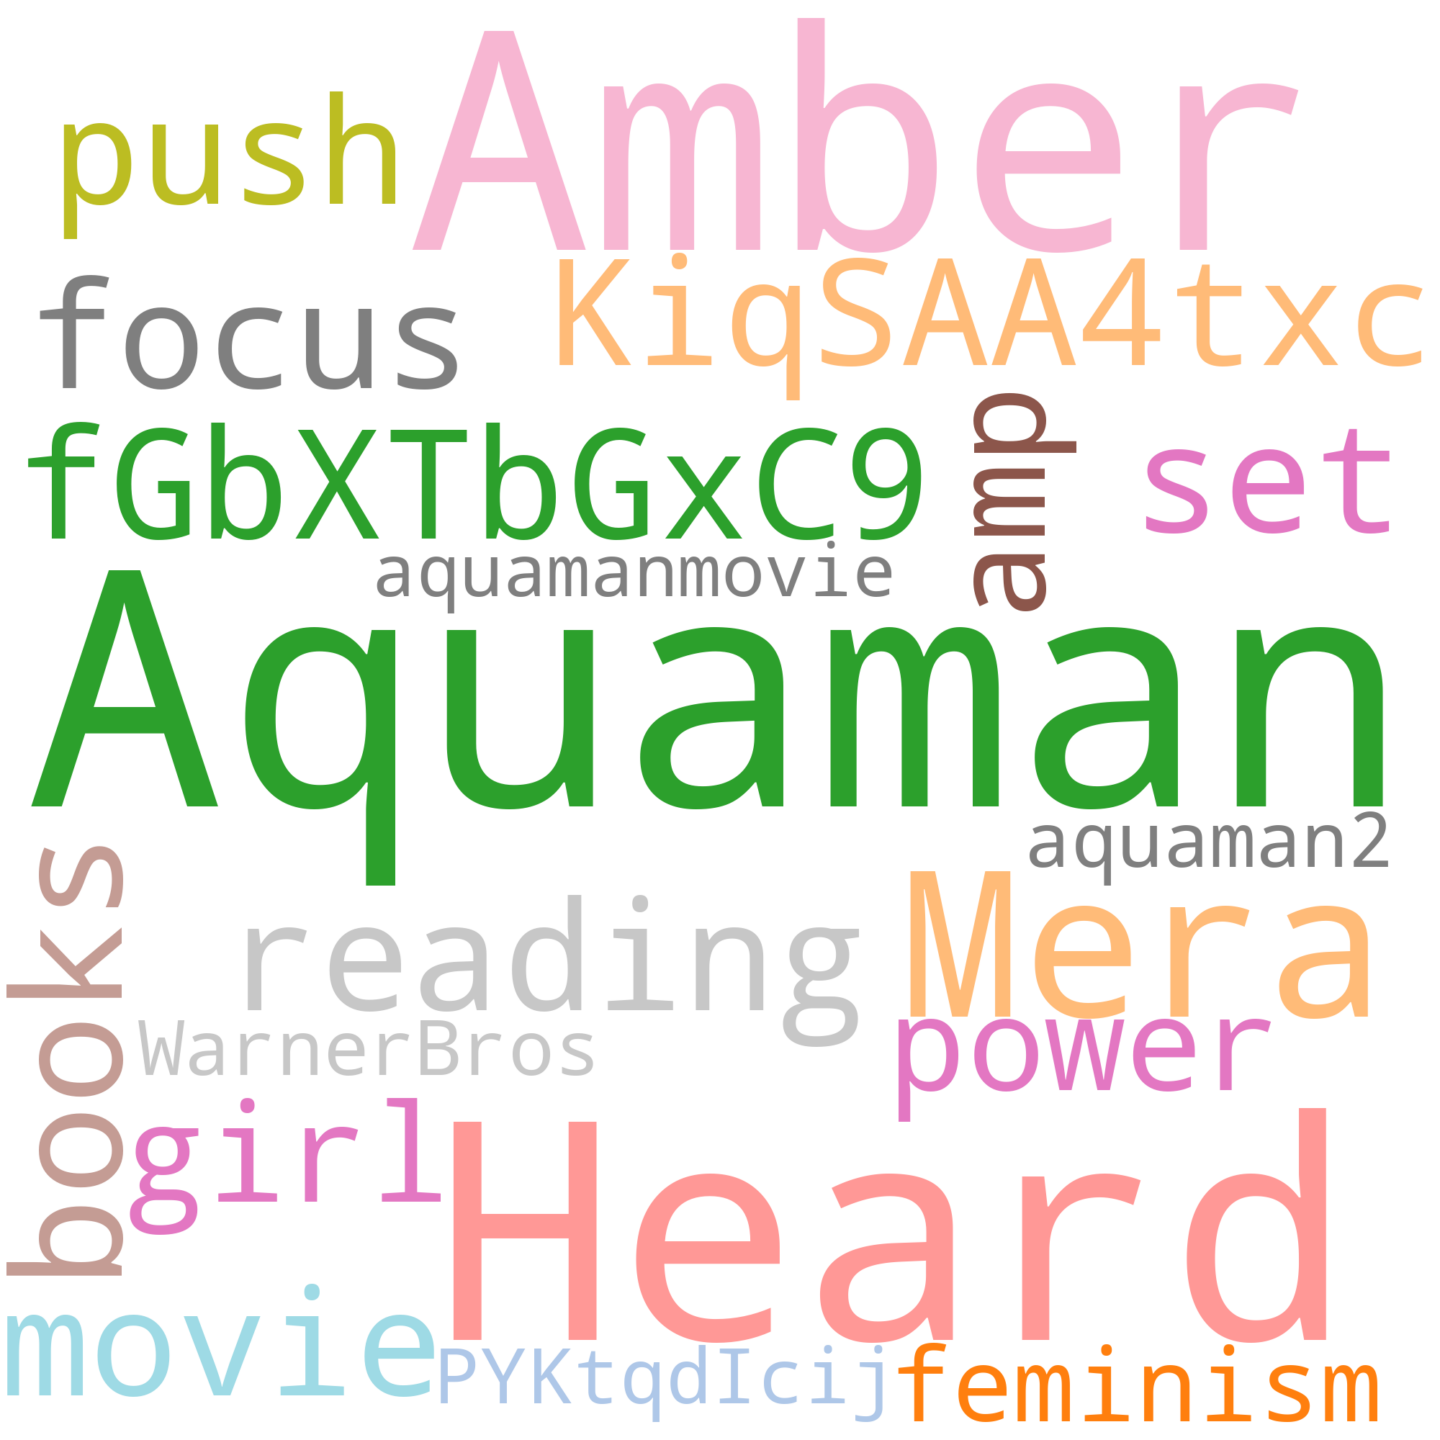 Amber
push
KiqSAA4txc
focus
fGbXTbGxC9
amp
set
aquamanmovie
Aquaman
aquaman2
books
reading
Mera
WarnerBros
power
girl
Heard
movie
PYKtqdIcij
feminism